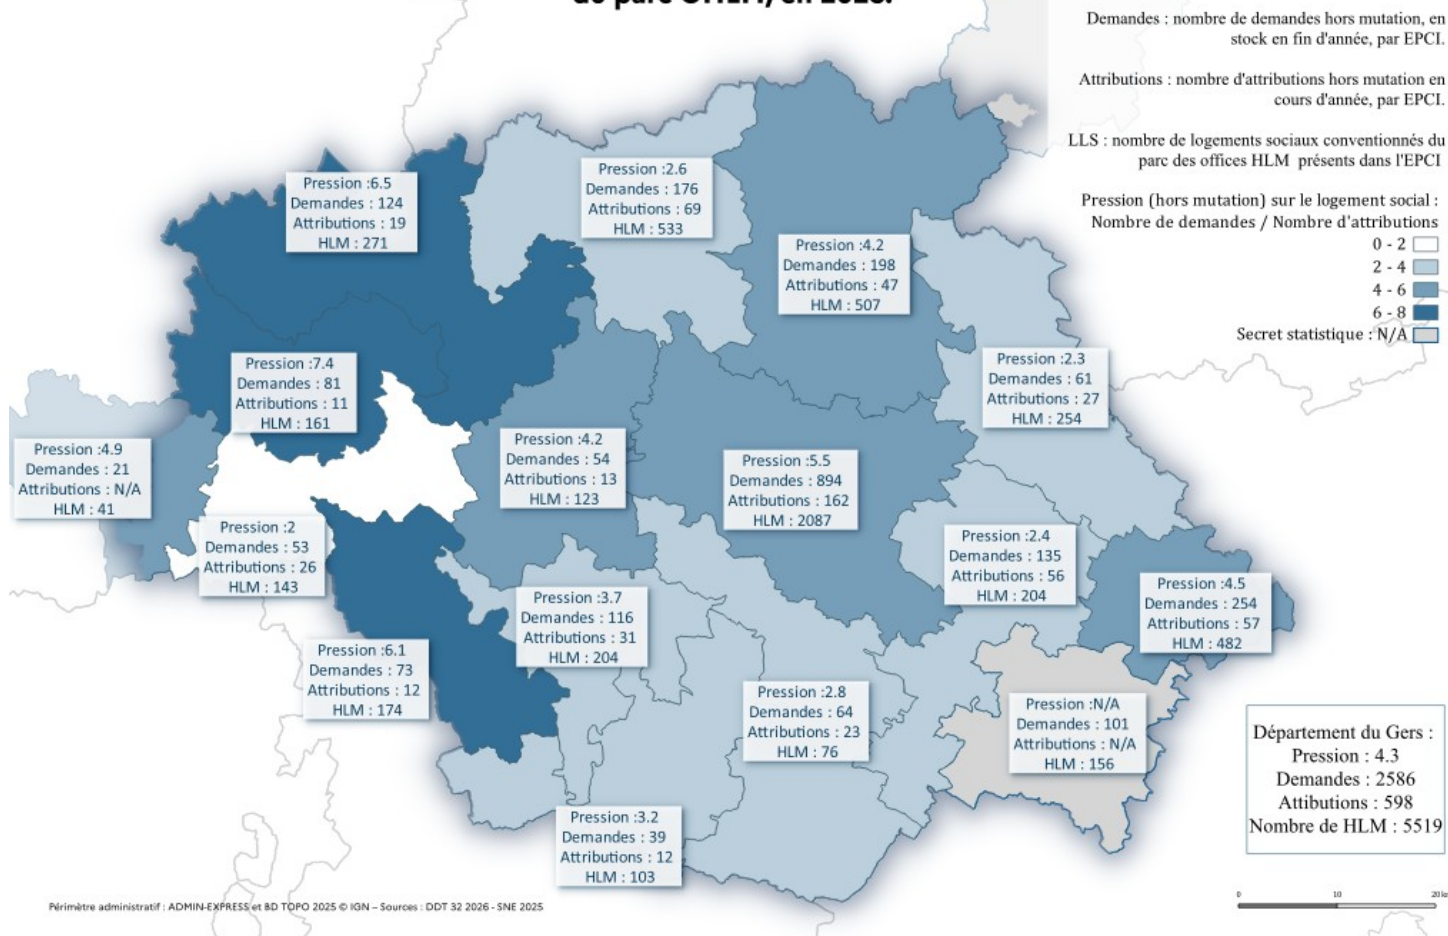 Demandes : nombre de demandes hors mutation, en
stock en fin d'année, par EPCI.
Attributions : nombre d'attributions hors mutation en
cours d'année, par EPCI.
LLS : nombre de logements sociaux conventionnés du
parc des offices HLM présents dans l'EPCI
Pression (hors mutation) sur le logement social :
Nombre de demandes / Nombre d'attributions
0 - 2
2 - 4
4 - 6
6 - 8
Secret statistique : N/A
Pression :2.6
Demandes : 176
Attributions : 69
HLM : 533
Pression :6.5
Demandes : 124
Attributions : 19
HLM : 271
Pression :4.2
Demandes : 198
Attributions : 47
HLM : 507
Pression :7.4
Demandes : 81
Attributions : 11
HLM : 161
Pression :2.3
Demandes : 61
Attributions : 27
HLM : 254
Pression :4.9
Demandes : 21
Attributions : N/A
HLM : 41
Pression :4.2
Demandes : 54
Attributions : 13
HLM : 123
Pression :5.5
Demandes : 894
Attributions : 162
HLM : 2087
Pression :2
Demandes : 53
Attributions : 26
HLM : 143
Pression :2.4
Demandes : 135
Attributions : 56
HLM : 204
Pression :4.5
Demandes : 254
Attributions : 57
HLM : 482
Pression :3.7
Demandes : 116
Attributions : 31
HLM : 204
Pression :6.1
Demandes : 73
Attributions : 12
HLM : 174
Pression :2.8
Demandes : 64
Attributions : 23
HLM : 76
Pression :N/A
Demandes : 101
Attributions : N/A
HLM : 156
Pression :3.2
Demandes : 39
Attributions : 12
HLM : 103
Département du Gers :
Pression : 4.3
Demandes : 2586
Attibutions : 598
Nombre de HLM : 5519
0 10 20
Périmètre administratif : ADMIN-EXPRESS et BD TOPO 2025 © IGN – Sources : DDT 32 2026 - SNE 2025